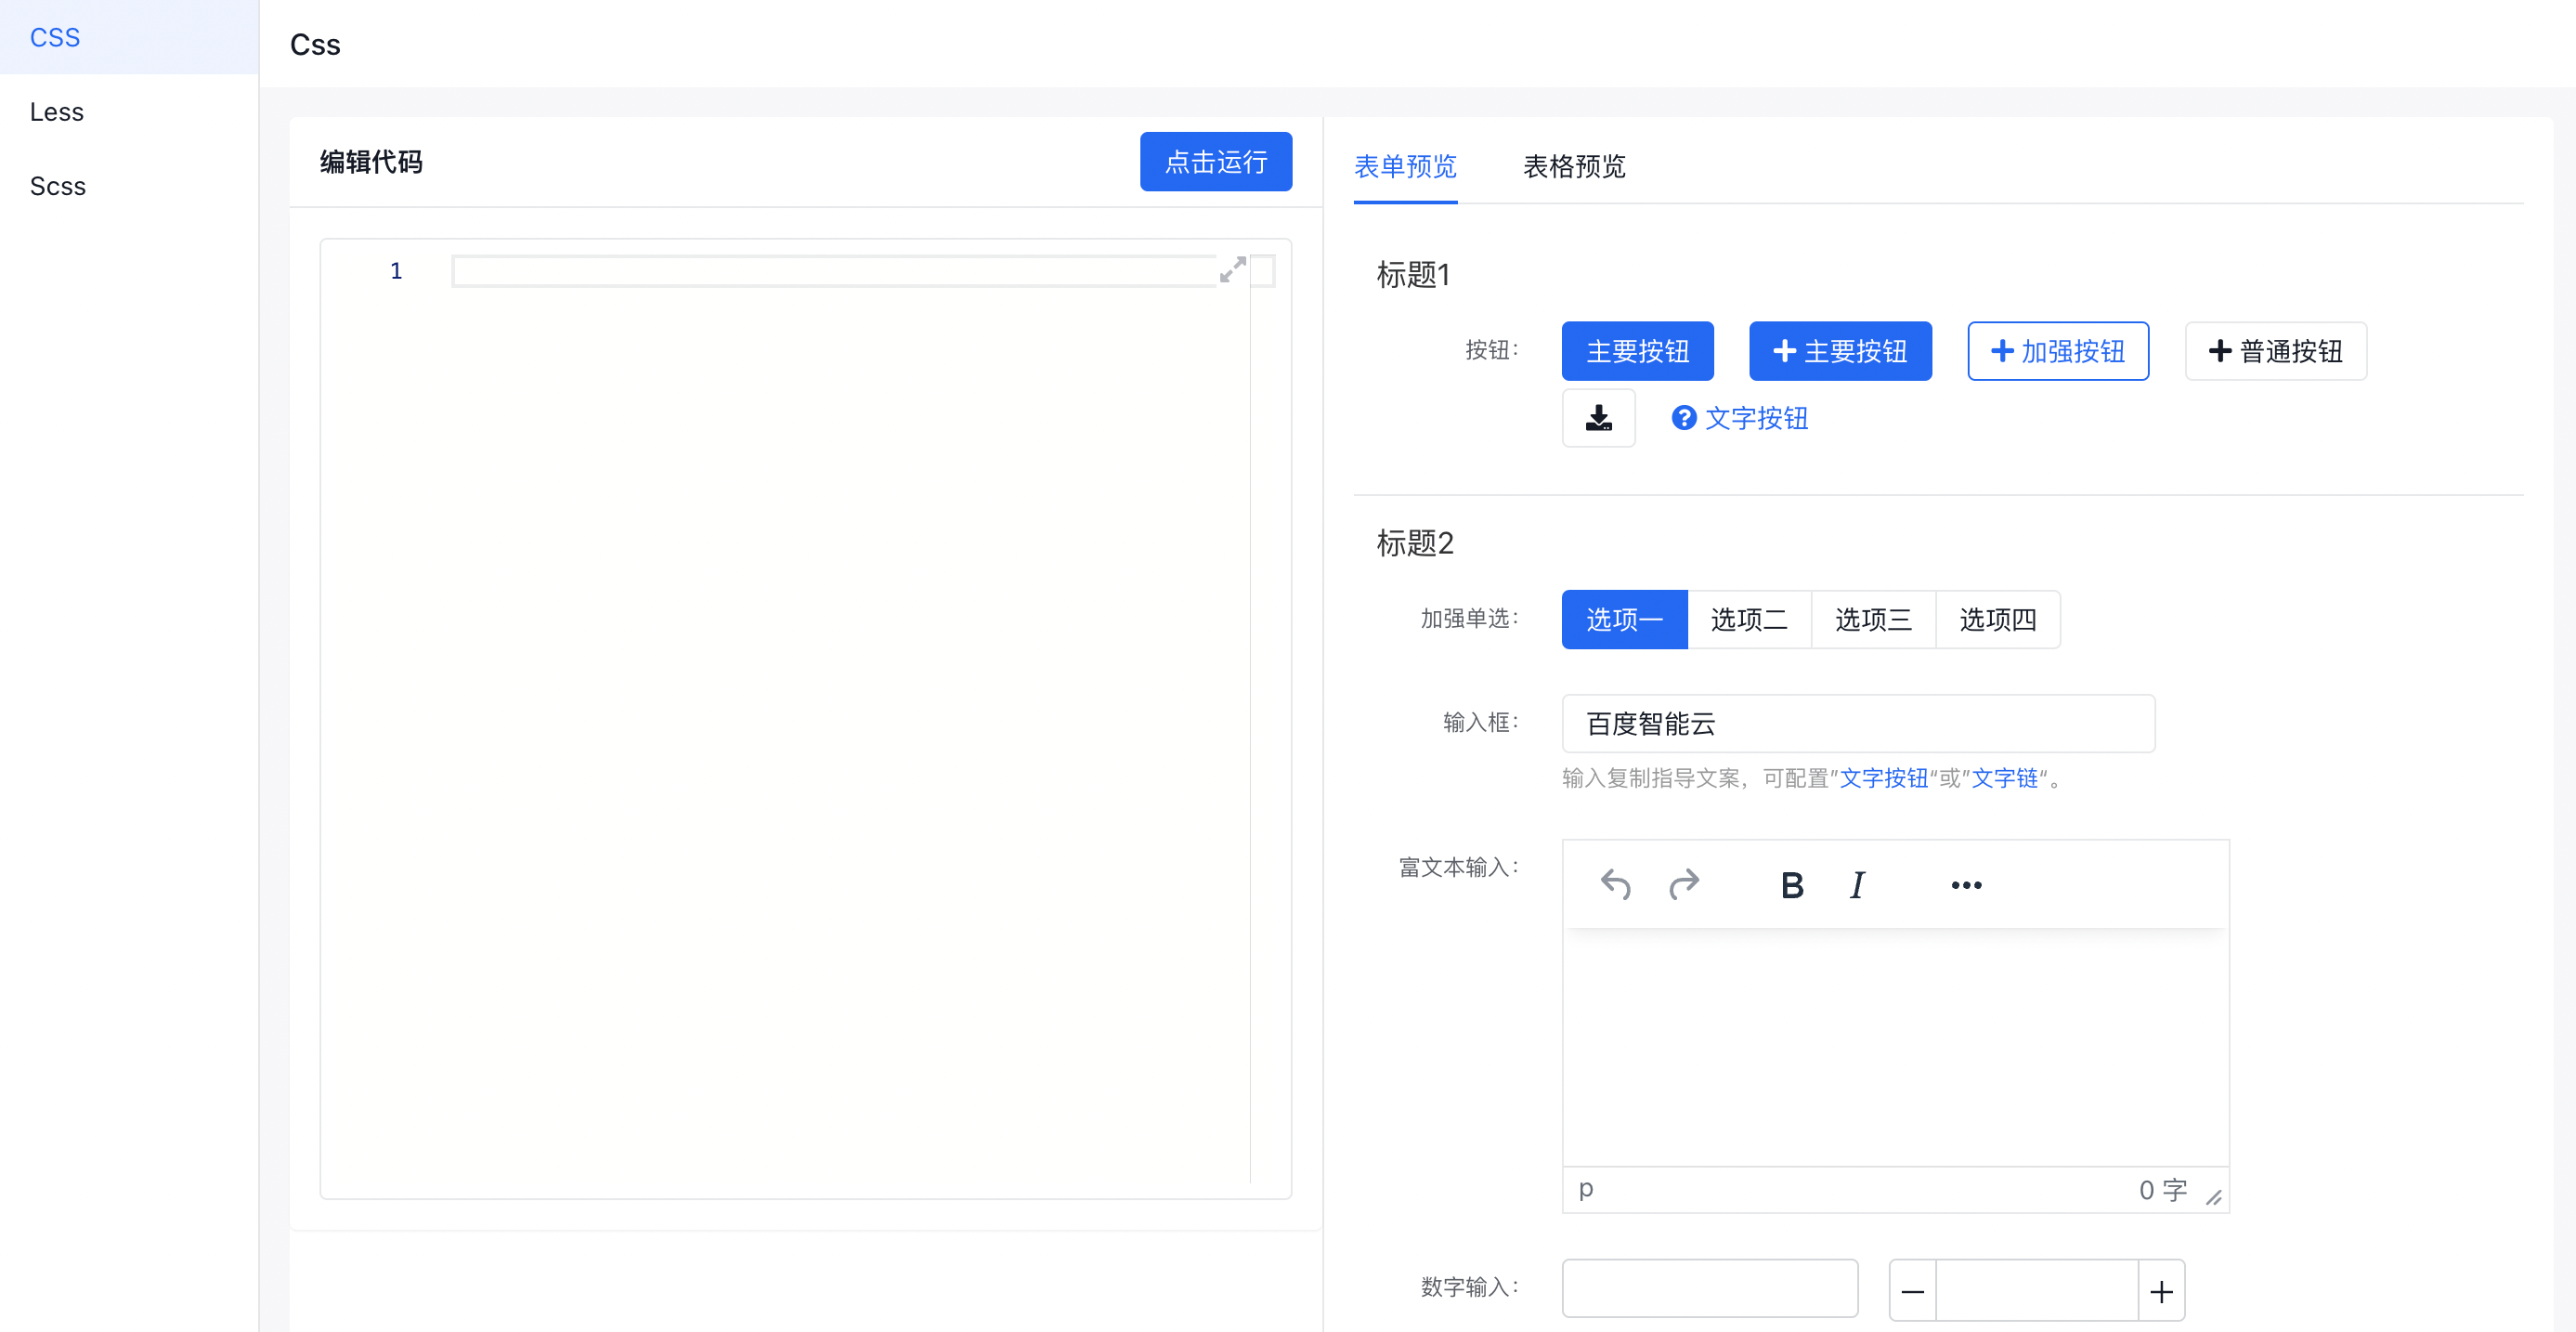 CSS
Less
Scss
Css
编辑代码
点击运行
1
表单预览 表格预览
标题1
按钮: 主要按钮 主要按钮 加强按钮 普通按钮
文字按钮
标题2
加强单选: 选项一 选项二 选项三 选项四
输入框: 百度智能云
输入复制指导文案，可配置”文字按钮“或”文字链“。
富文本输入: B I
p 0 字
数字输入: